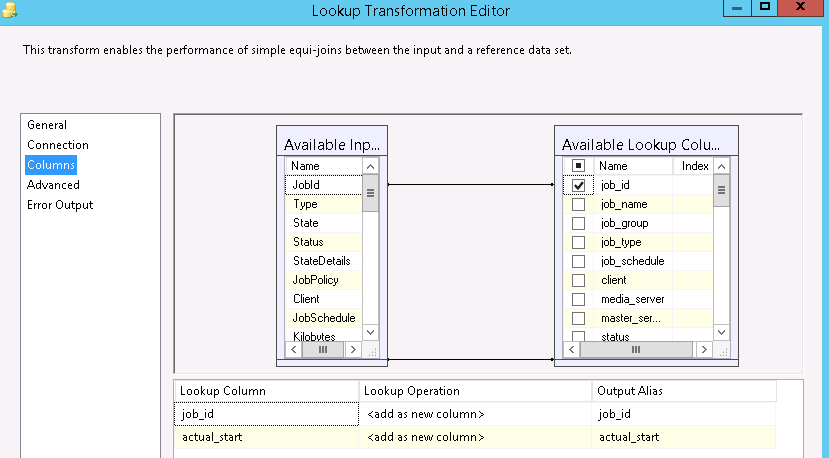 Lookup Transformation Editor
This transform enables the performance of simple equi-joins between the input and a reference data set.
General
Connection
Columns
Advanced
Error Output
Available Inp...
Name
JobId
Type
State
Status
StateDetails
JobPolicy
Client
JobSchedule
Kilobytes
Available Lookup Colu...
Name Index
job_id
job_name
job_group
job_type
job_schedule
client
media_server
master_ser...
status
Lookup Column Lookup Operation Output Alias
job_id <add as new column> job_id
actual_start <add as new column> actual_start